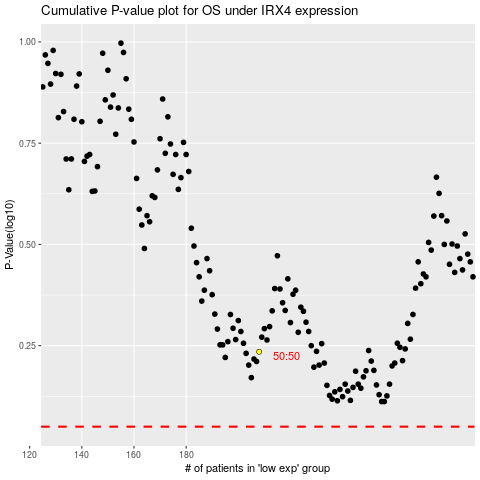 Cumulative P-value plot for OS under IRX4 expression
P-Value(log10)
1.00
0.75
0.50
0.25
50:50
120 140 160 180
# of patients in 'low exp' group